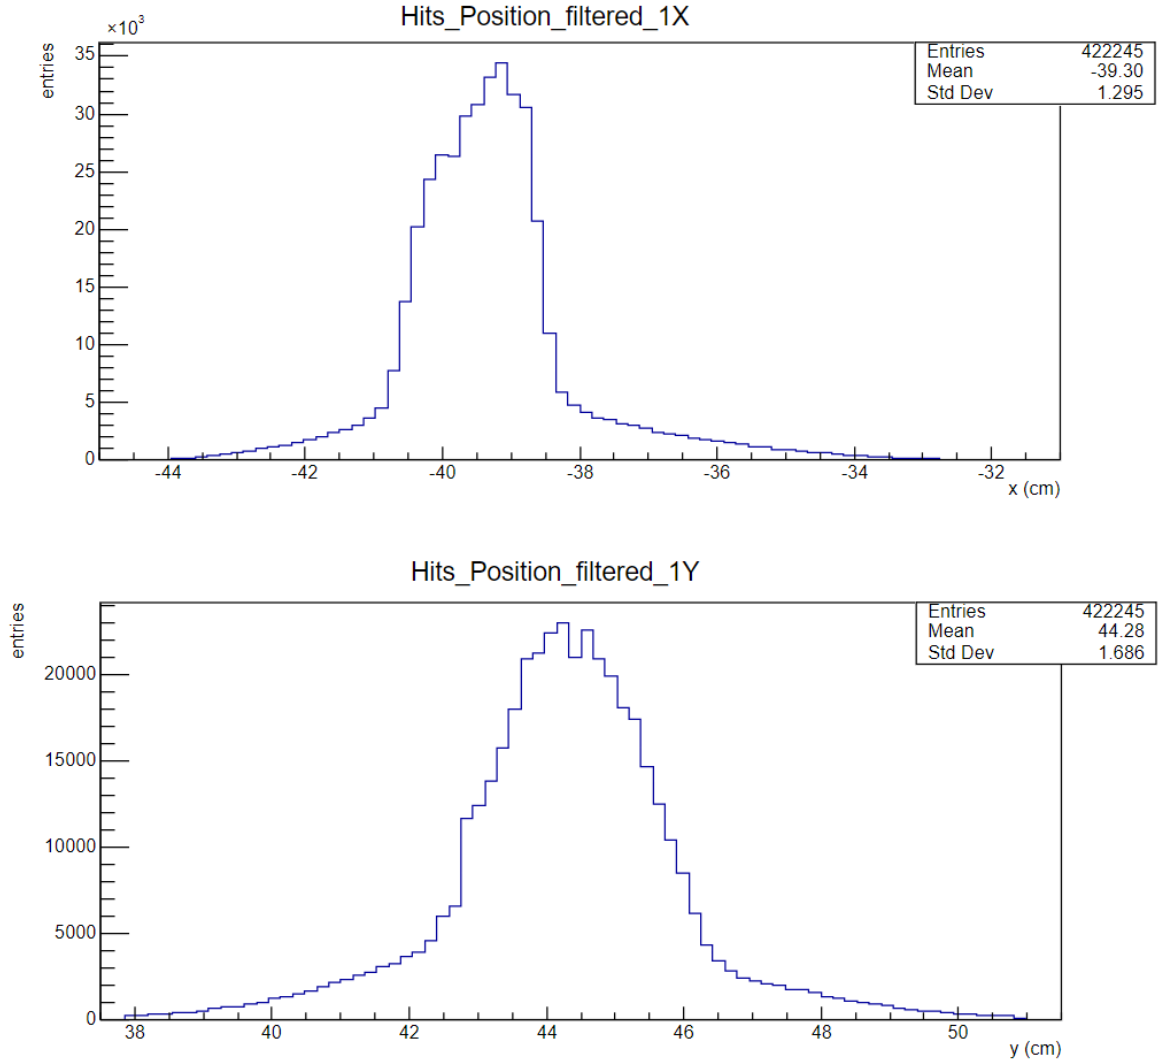 Hits_Position_filtered_1X
×10³
entries
35
30
25
20
15
10
5
0
Entries 422245
Mean -39.30
Std Dev 1.295
-44 -42 -40 -38 -36 -34 -32
x (cm)
Hits_Position_filtered_1Y
entries
20000
15000
10000
5000
0
Entries 422245
Mean 44.28
Std Dev 1.686
38 40 42 44 46 48 50
y (cm)